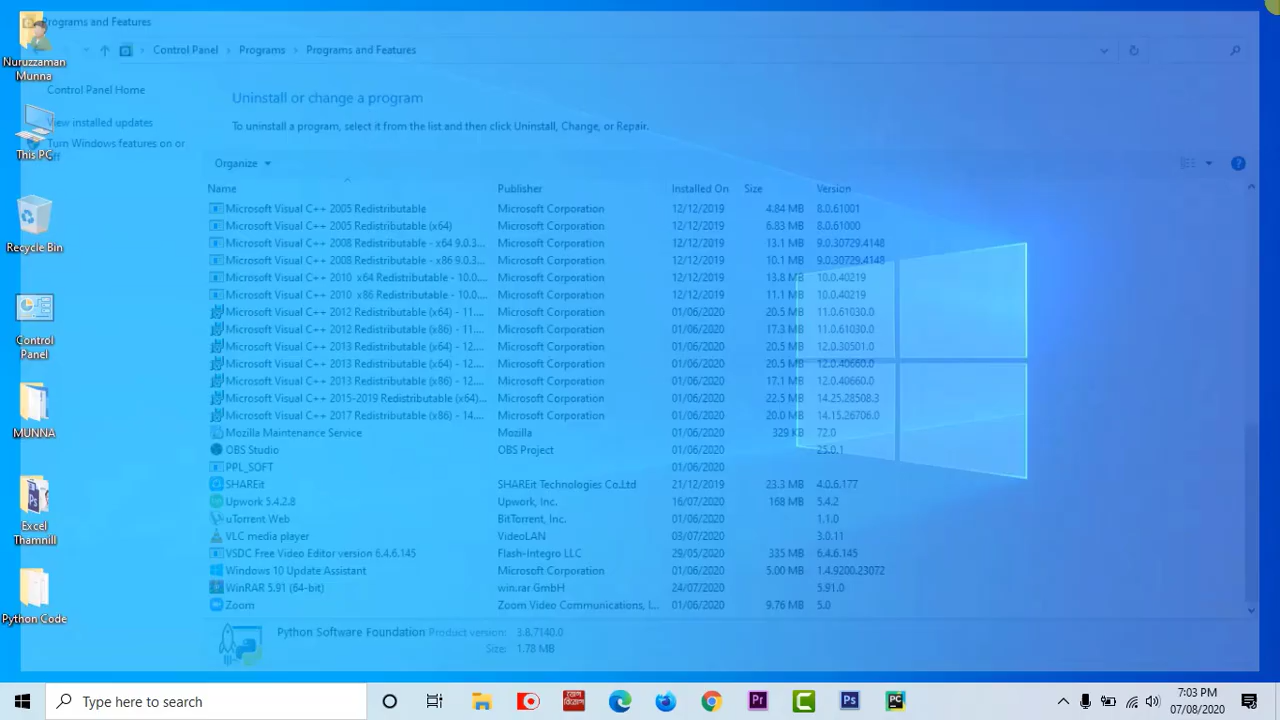 Programs and Features
Control Panel > Programs > Programs and Features
Control Panel Home
View installed updates
Turn Windows features on or
off
Uninstall or change a program
To uninstall a program, select it from the list and then click Uninstall, Change, or Repair.
Organize
Name Publisher Installed On Size Version
Microsoft Visual C++ 2005 Redistributable Microsoft Corporation 12/12/2019 4.84 MB 8.0.61001
Microsoft Visual C++ 2005 Redistributable (x64) Microsoft Corporation 12/12/2019 6.83 MB 8.0.61000
Microsoft Visual C++ 2008 Redistributable - x64 9.0.3... Microsoft Corporation 12/12/2019 13.1 MB 9.0.30729.4148
Microsoft Visual C++ 2008 Redistributable - x86 9.0.3... Microsoft Corporation 12/12/2019 10.1 MB 9.0.30729.4148
Microsoft Visual C++ 2010 x64 Redistributable - 10.0.... Microsoft Corporation 12/12/2019 13.8 MB 10.0.40219
Microsoft Visual C++ 2010 x86 Redistributable - 10.0.... Microsoft Corporation 12/12/2019 11.1 MB 10.0.40219
Microsoft Visual C++ 2012 Redistributable (x64) - 11.... Microsoft Corporation 01/06/2020 20.5 MB 11.0.61030.0
Microsoft Visual C++ 2012 Redistributable (x86) - 11.... Microsoft Corporation 01/06/2020 17.3 MB 11.0.61030.0
Microsoft Visual C++ 2013 Redistributable (x64) - 12.... Microsoft Corporation 01/06/2020 20.5 MB 12.0.30501.0
Microsoft Visual C++ 2013 Redistributable (x64) - 12.... Microsoft Corporation 01/06/2020 20.5 MB 12.0.40660.0
Microsoft Visual C++ 2013 Redistributable (x86) - 12.... Microsoft Corporation 01/06/2020 17.1 MB 12.0.40660.0
Microsoft Visual C++ 2015-2019 Redistributable (x64)... Microsoft Corporation 01/06/2020 22.5 MB 14.25.28508.3
Microsoft Visual C++ 2017 Redistributable (x86) - 14.... Microsoft Corporation 01/06/2020 20.0 MB 14.15.26706.0
Mozilla Maintenance Service Mozilla 01/06/2020 329 KB 72.0
OBS Studio OBS Project 01/06/2020 25.0.1
PPL_SOFT 01/06/2020
SHAREit SHAREit Technologies Co.Ltd 21/12/2019 23.3 MB 4.0.6.177
Upwork 5.4.2.8 Upwork, Inc. 16/07/2020 168 MB 5.4.2
uTorrent Web BitTorrent, Inc. 01/06/2020 1.1.0
VLC media player VideoLAN 03/07/2020 3.0.11
VSDC Free Video Editor version 6.4.6.145 Flash-Integro LLC 29/05/2020 335 MB 6.4.6.145
Windows 10 Update Assistant Microsoft Corporation 01/06/2020 5.00 MB 1.4.9200.23072
WinRAR 5.91 (64-bit) win.rar GmbH 24/07/2020 5.91.0
Zoom Zoom Video Communications, I... 01/06/2020 9.76 MB 5.0
Python Software Foundation Product version: 3.8.7140.0
Size: 1.78 MB
Nuruzzaman
Munna
This PC
Recycle Bin
Control
Panel
MUNNA
Excel
Thamnill
Python Code
Type here to search
Pr
Ps
PC
7:03 PM
07/08/2020